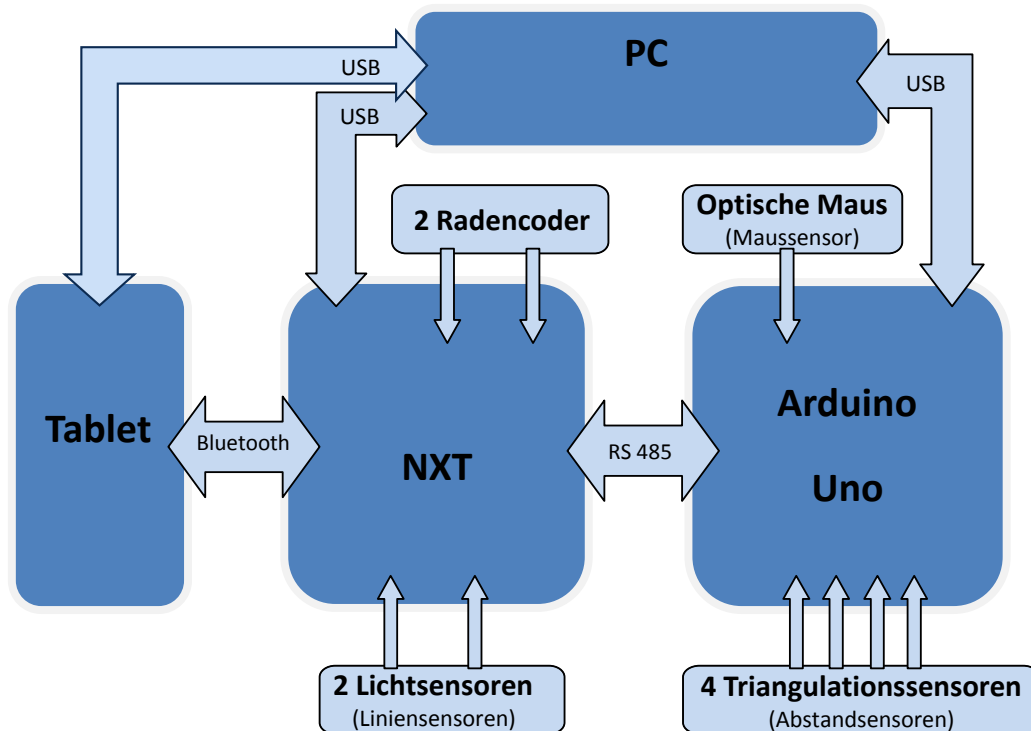 PC
USB
USB
USB
2 Radencoder
Optische Maus
(Maussensor)
Tablet
Bluetooth
NXT
RS 485
Arduino
Uno
2 Lichtsensoren
(Liniensensoren)
4 Triangulationssensoren
(Abstandsensoren)